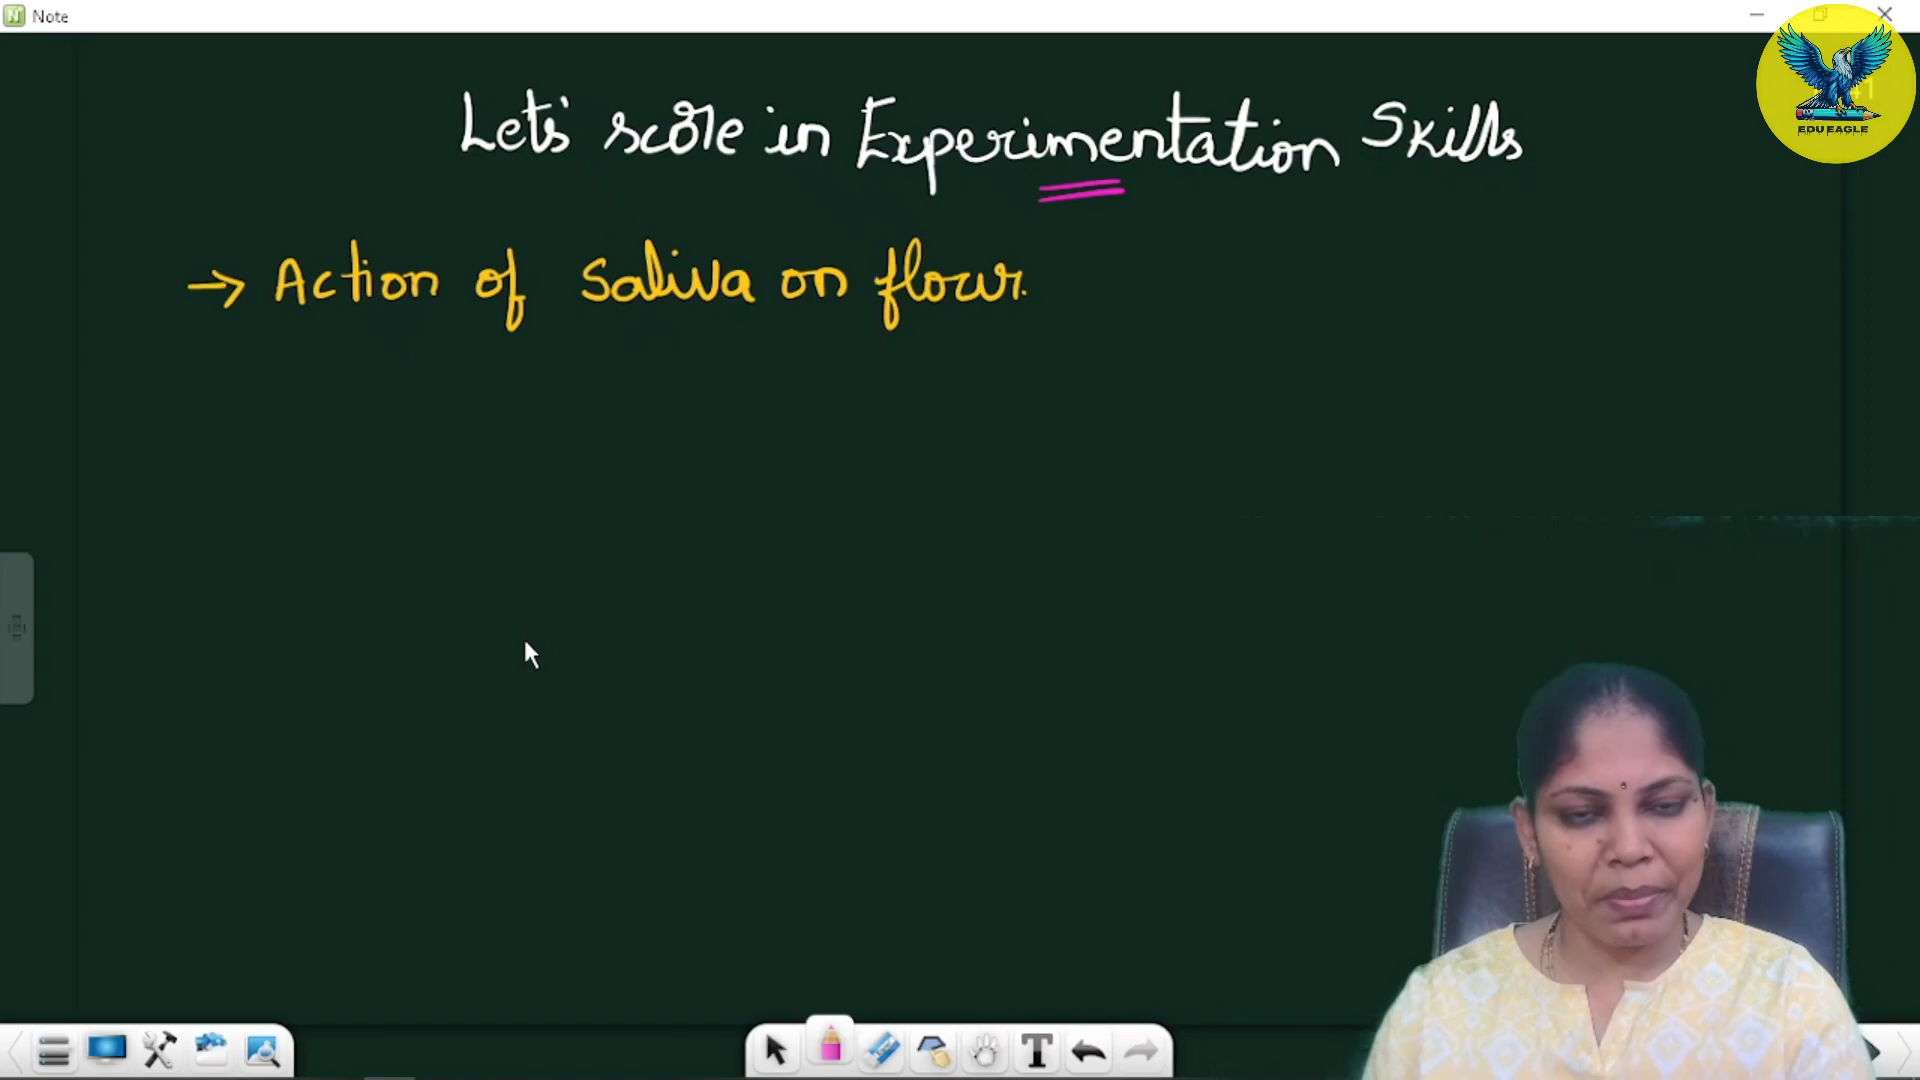 Note
EDU EAGLE
Let's score in Experimentation Skills
→ Action of Saliva on flour.
T